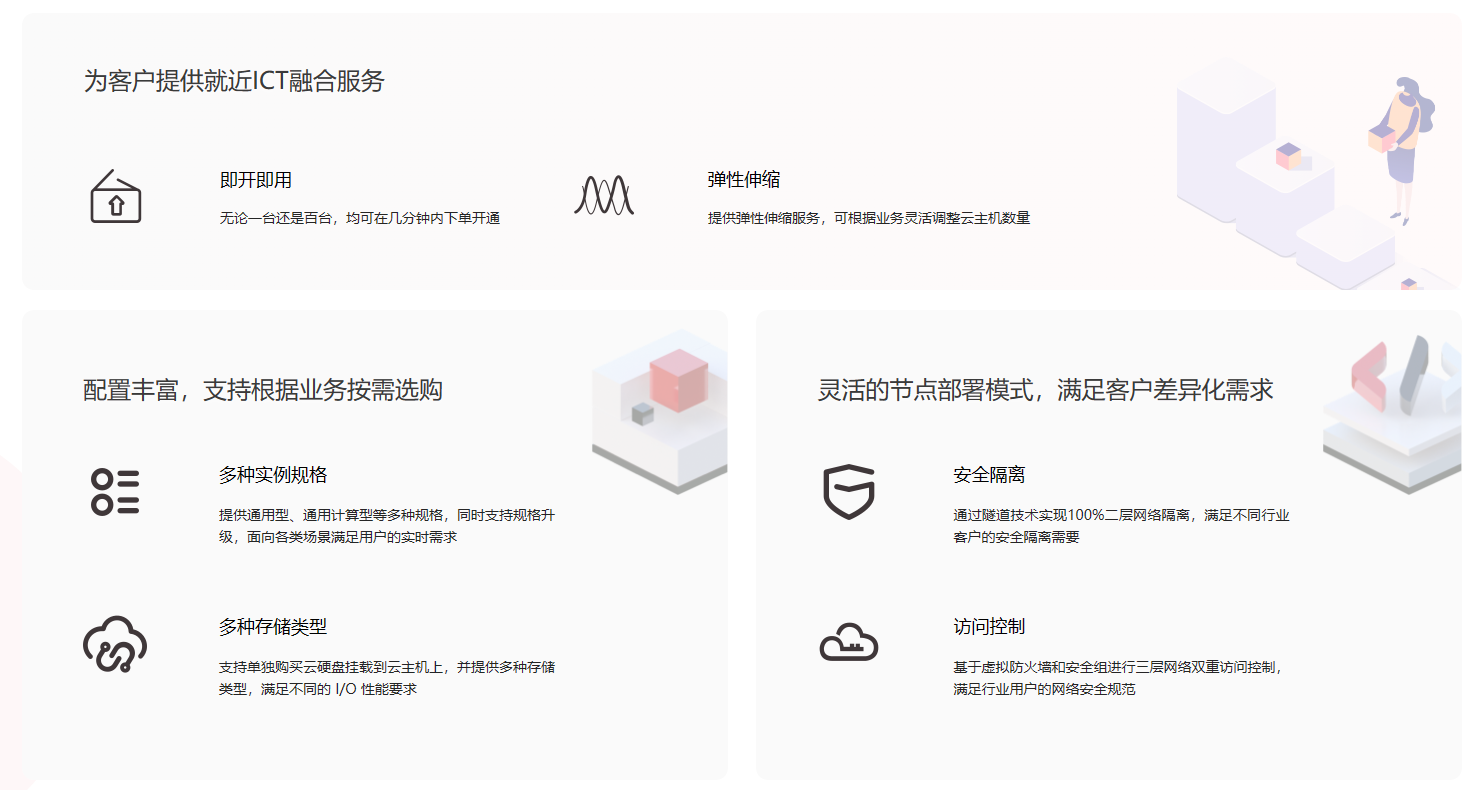 为客户提供就近ICT融合服务
即开即用
无论一台还是百台，均可在几分钟内下单开通
弹性伸缩
提供弹性伸缩服务，可根据业务灵活调整云主机数量
配置丰富，支持根据业务按需选购
多种实例规格
提供通用型、通用计算型等多种规格，同时支持规格升
级，面向各类场景满足用户的实时需求
多种存储类型
支持单独购买云硬盘挂载到云主机上，并提供多种存储
类型，满足不同的 I/O 性能要求
灵活的节点部署模式，满足客户差异化需求
安全隔离
通过隧道技术实现100%二层网络隔离，满足不同行业
客户的安全隔离需要
访问控制
基于虚拟防火墙和安全组进行三层网络双重访问控制，
满足行业用户的网络安全规范